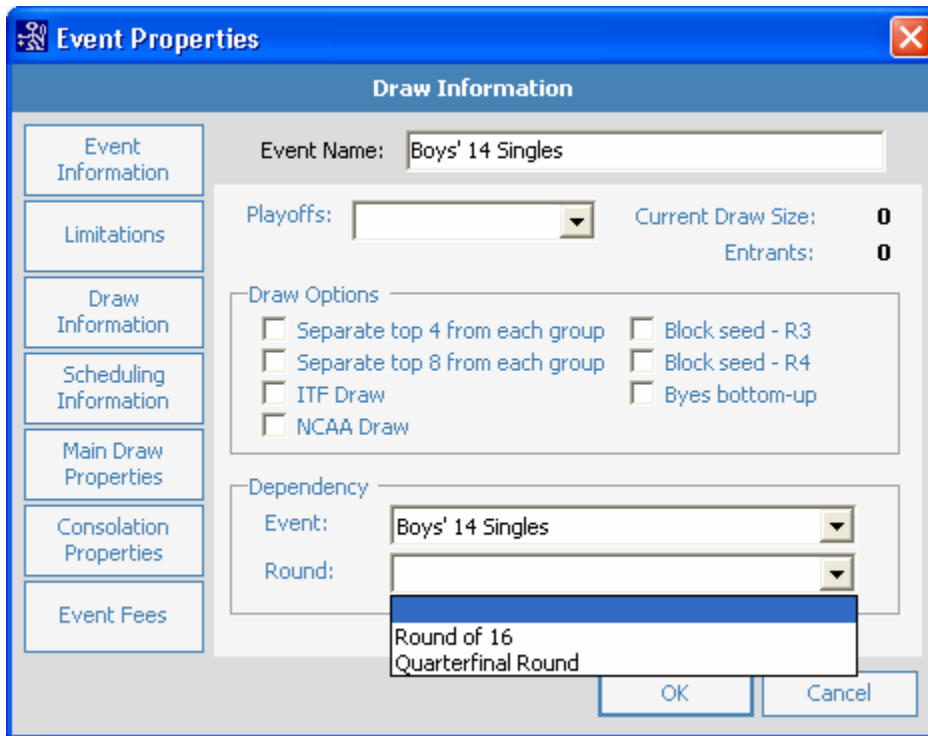 Event Properties
Draw Information
Event Information
Limitations
Draw Information
Scheduling Information
Main Draw Properties
Consolation Properties
Event Fees
Event Name: Boys' 14 Singles
Playoffs:
Current Draw Size: 0
Entrants: 0
Draw Options
Separate top 4 from each group
Separate top 8 from each group
ITF Draw
NCAA Draw
Block seed - R3
Block seed - R4
Byes bottom-up
Dependency
Event: Boys' 14 Singles
Round:
Round of 16
Quarterfinal Round
OK
Cancel